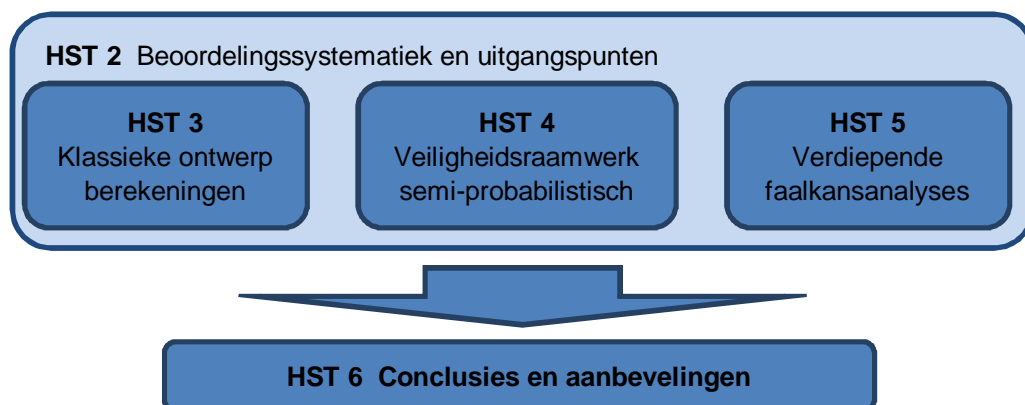 HST 2 Beoordelingssystematiek en uitgangspunten
HST 3
Klassieke ontwerp
berekeningen
HST 4
Veiligheidsraamwerk
semi-probabilistisch
HST 5
Verdiepende
faalkansanalyses
HST 6 Conclusies en aanbevelingen